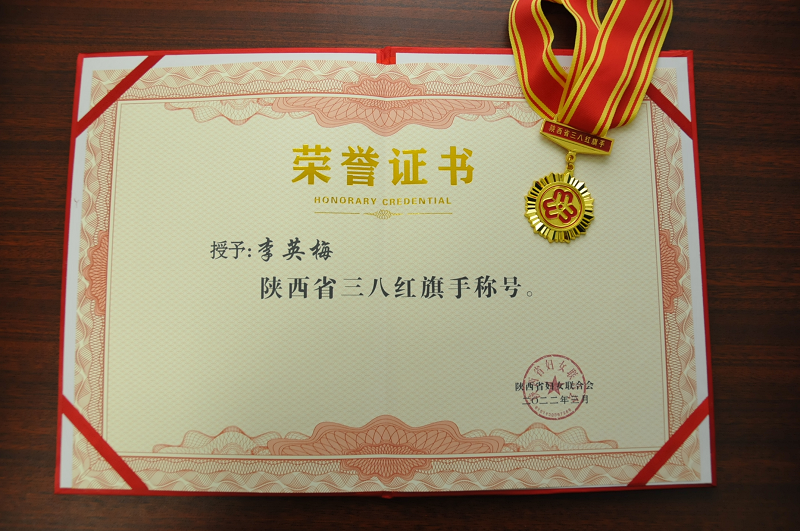 陕西省三八红旗手
荣誉证书
HONORARY CREDENTIAL
授予:李英梅
陕西省三八红旗手称号。
陕西省妇女联合会
二〇二二年三月